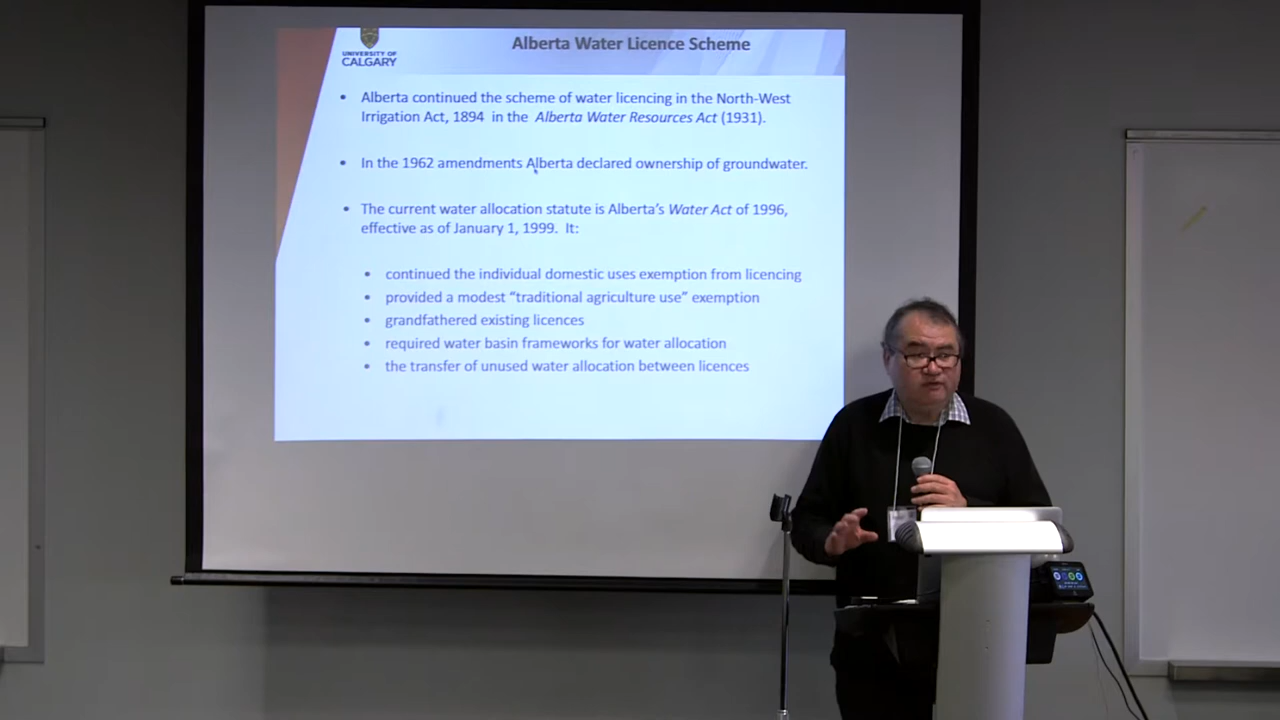 UNIVERSITY OF
CALGARY
Alberta Water Licence Scheme
• Alberta continued the scheme of water licencing in the North-West
Irrigation Act, 1894 in the Alberta Water Resources Act (1931).
• In the 1962 amendments Alberta declared ownership of groundwater.
• The current water allocation statute is Alberta's Water Act of 1996,
effective as of January 1, 1999. It:
• continued the individual domestic uses exemption from licencing
• provided a modest “traditional agriculture use” exemption
• grandfathered existing licences
• required water basin frameworks for water allocation
• the transfer of unused water allocation between licences